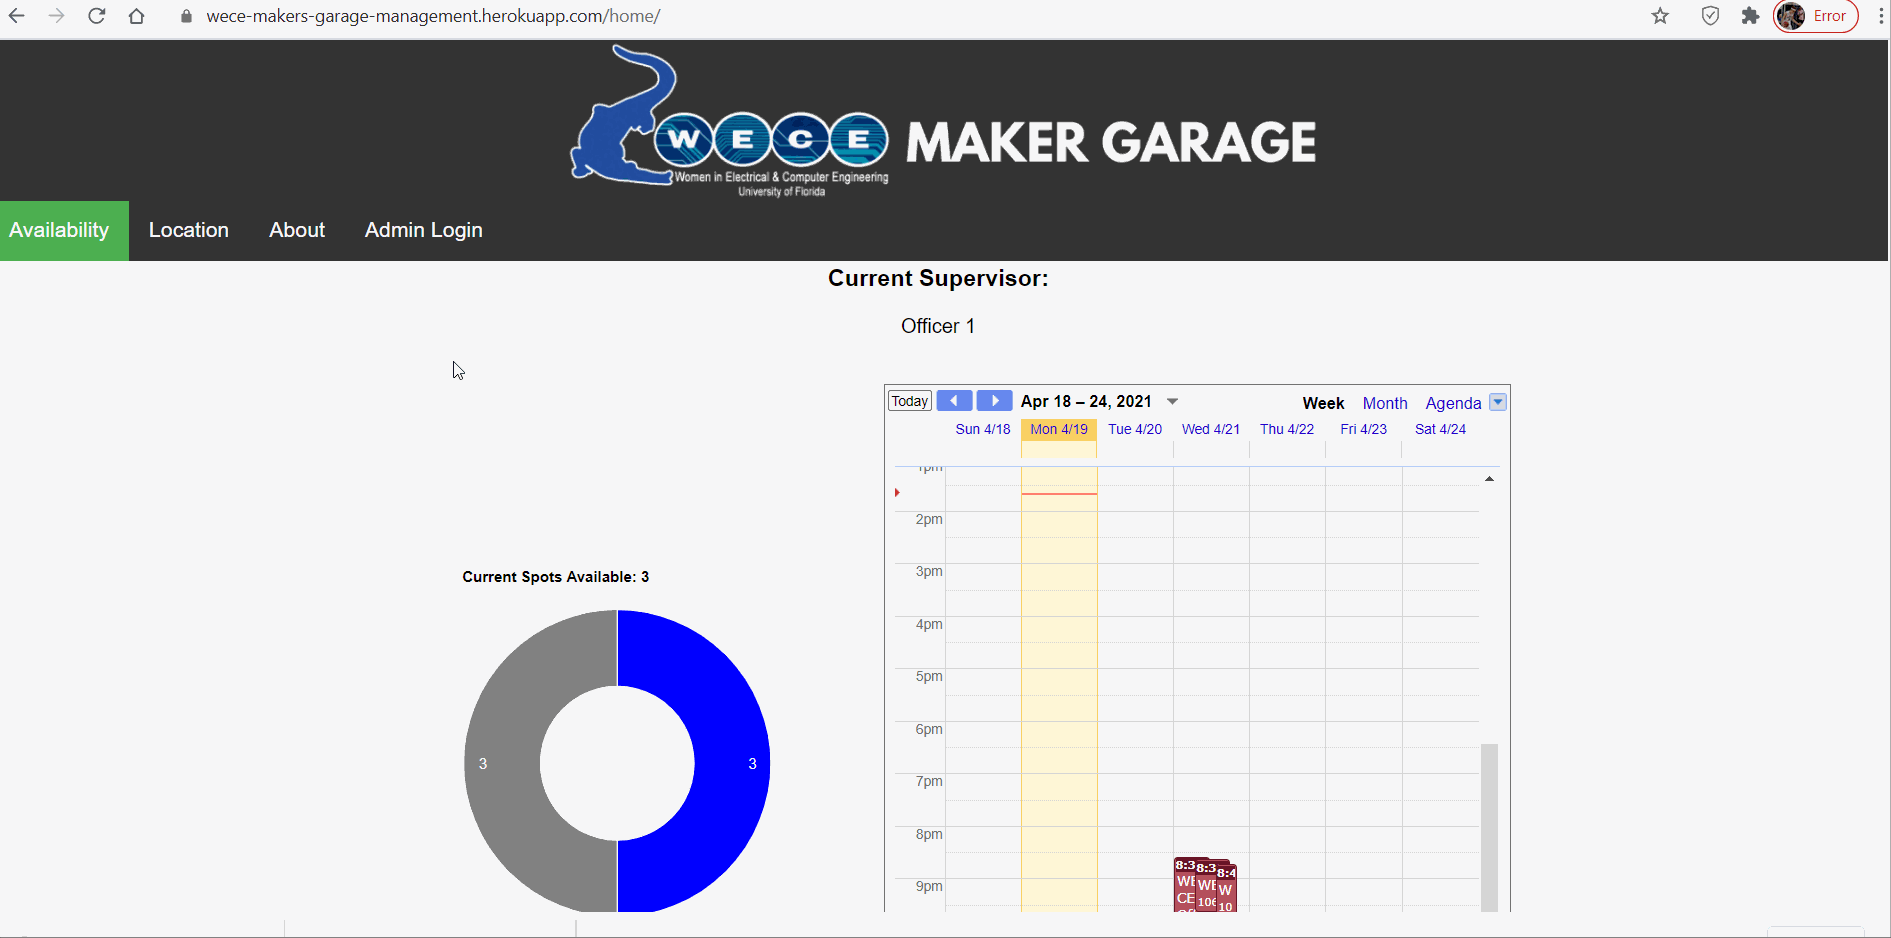 wece-makers-garage-management.herokuapp.com/home/
Error
WECE MAKER GARAGE
Women in Electrical & Computer Engineering
University of Florida
Availability Location About Admin Login
Current Supervisor:
Officer 1
Today Apr 18 – 24, 2021 Week Month Agenda
Sun 4/18 Mon 4/19 Tue 4/20 Wed 4/21 Thu 4/22 Fri 4/23 Sat 4/24
1pm
2pm
3pm
4pm
5pm
6pm
7pm
8pm
9pm
8:3 8:3 8:4
WE WE W
CE 106 10
Current Spots Available: 3
3 3